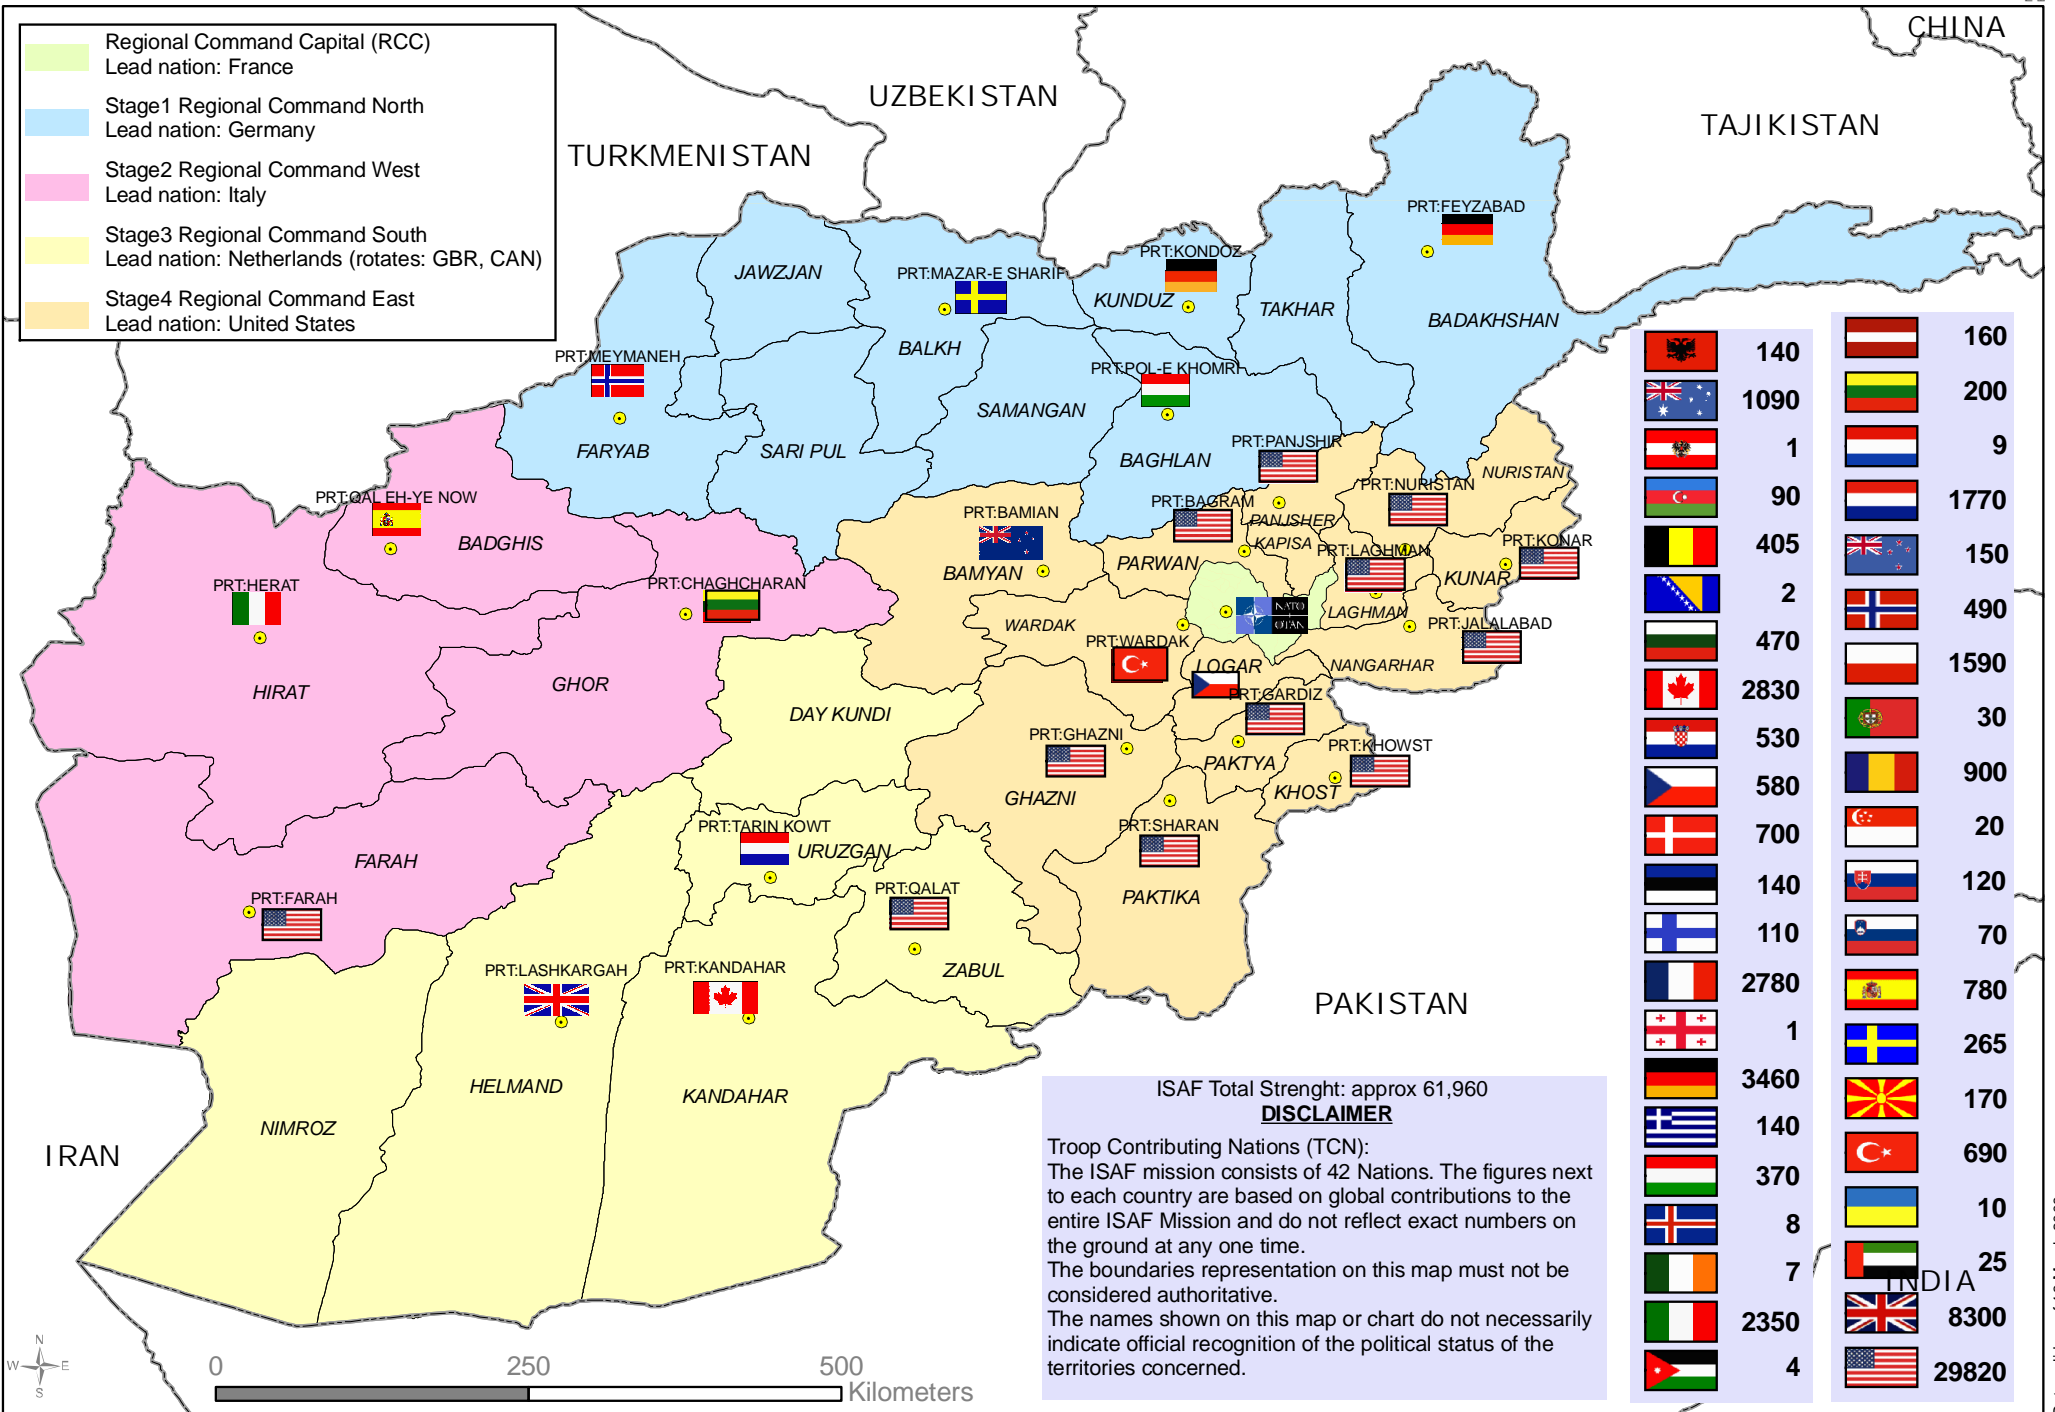 Regional Command Capital (RCC)
Lead nation: France
Stage1 Regional Command North
Lead nation: Germany
Stage2 Regional Command West
Lead nation: Italy
Stage3 Regional Command South
Lead nation: Netherlands (rotates: GBR, CAN)
Stage4 Regional Command East
Lead nation: United States
CHINA
UZBEKISTAN
TAJIKISTAN
TURKMENISTAN
PRT:FEYZABAD
PRT:KONDOZ
JAWZJAN
PRT:MAZAR-E SHARIF
KUNDUZ
TAKHAR
BADAKHSHAN
BALKH
PRT:MEYMANEH
PRT:POL-E KHOMRI
SAMANGAN
FARYAB
SARI PUL
BAGHLAN
PRT:PANJSHIR
NURISTAN
PRT:NURISTAN
PRT:QAL EH-YE NOW
PRT:BAMIAN
PRT:BAGRAM
PANJSHER
BADGHIS
KAPISA
PRT:LAGHMAN
PRT:KONAR
PARWAN
BAMYAN
KUNAR
PRT:HERAT
PRT:CHAGHCHARAN
NATO
OTAN
LAGHMAN
WARDAK
PRT:WARDAK
PRT:JALALABAD
LOGAR
NANGARHAR
HIRAT
GHOR
PRT:GARDIZ
DAY KUNDI
PRT:GHAZNI
PRT:KHOWST
PAKTYA
GHAZNI
KHOST
PRT:TARIN KOWT
PRT:SHARAN
URUZGAN
FARAH
PRT:FARAH
PRT:QALAT
PAKTIKA
PRT:LASHKARGAH
PRT:KANDAHAR
ZABUL
PAKISTAN
HELMAND
KANDAHAR
NIMROZ
IRAN
INDIA
ISAF Total Strenght: approx 61,960
DISCLAIMER
Troop Contributing Nations (TCN):
The ISAF mission consists of 42 Nations. The figures next
to each country are based on global contributions to the
entire ISAF Mission and do not reflect exact numbers on
the ground at any one time.
The boundaries representation on this map must not be
considered authoritative.
The names shown on this map or chart do not necessarily
indicate official recognition of the political status of the
territories concerned.
140
1090
1
90
405
2
470
2830
530
580
700
140
110
2780
1
3460
140
370
8
7
2350
4
160
200
9
1770
150
490
1590
30
900
20
120
70
780
265
170
690
10
25
8300
29820
N
W E
S
0 250 500
Kilometers